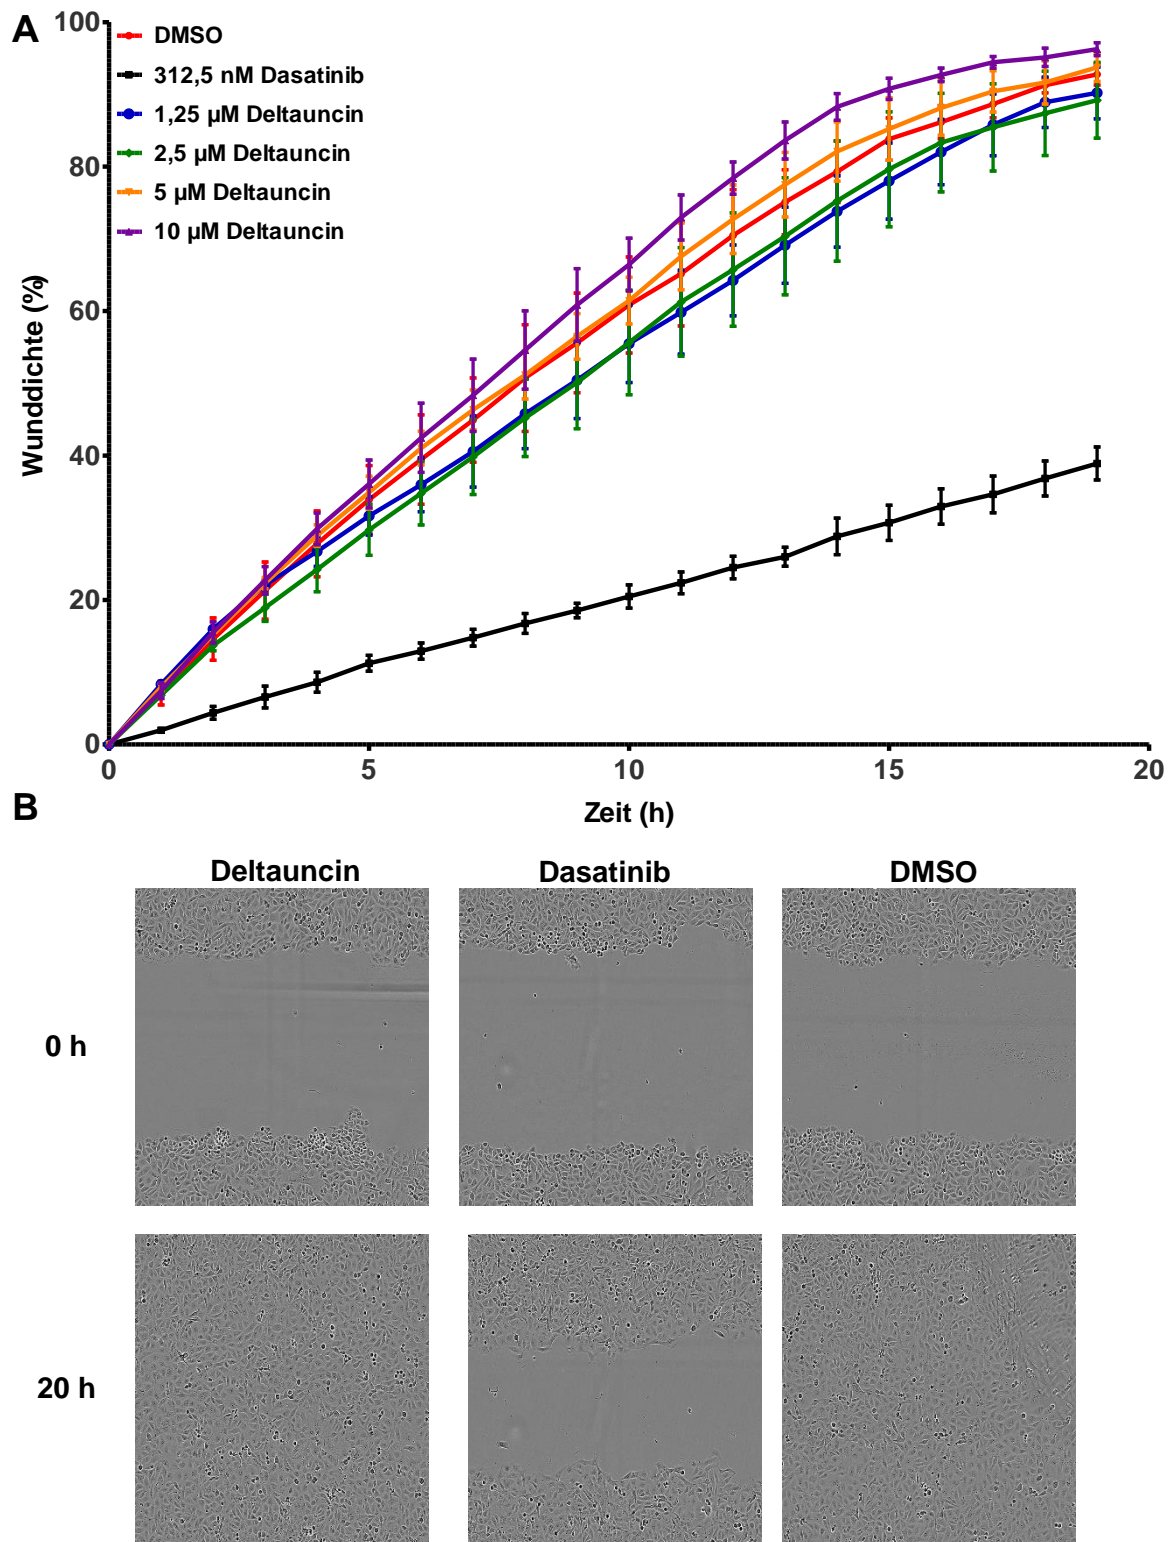 A
100
DMSO
312,5 nM Dasatinib
1,25 µM Deltauncin
2,5 µM Deltauncin
5 µM Deltauncin
10 µM Deltauncin
80
60
40
20
0
Wunddichte (%)
0 5 10 15 20
Zeit (h)
B
Deltauncin Dasatinib DMSO
0 h
20 h